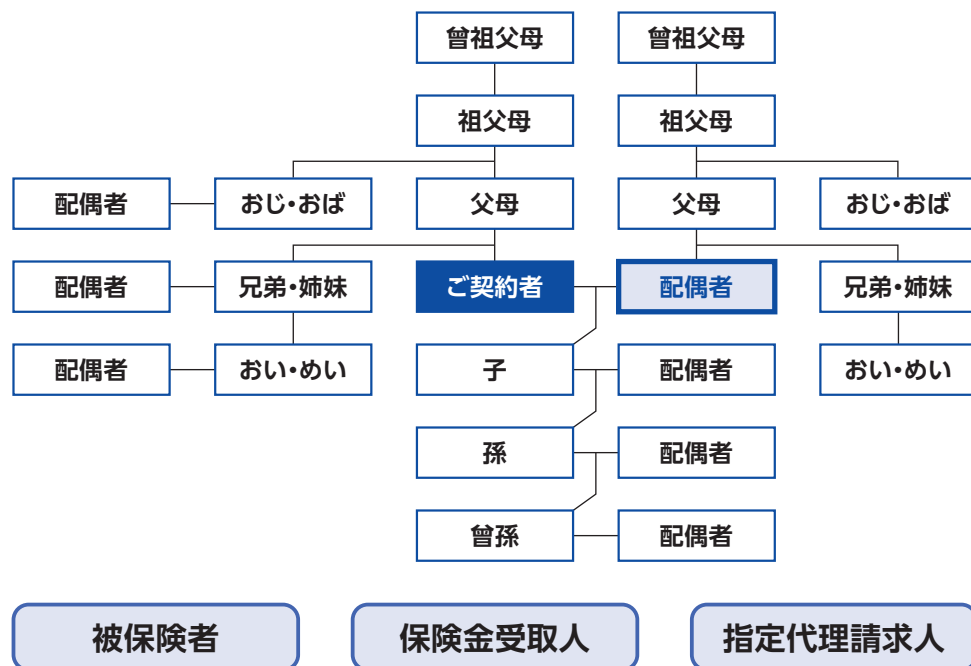 曾祖父母
曾祖父母
祖父母
祖父母
配偶者
おじ・おば
父母
父母
おじ・おば
配偶者
兄弟・姉妹
ご契約者
配偶者
兄弟・姉妹
配偶者
おい・めい
子
配偶者
おい・めい
孫
配偶者
曾孫
配偶者
被保険者
保険金受取人
指定代理請求人